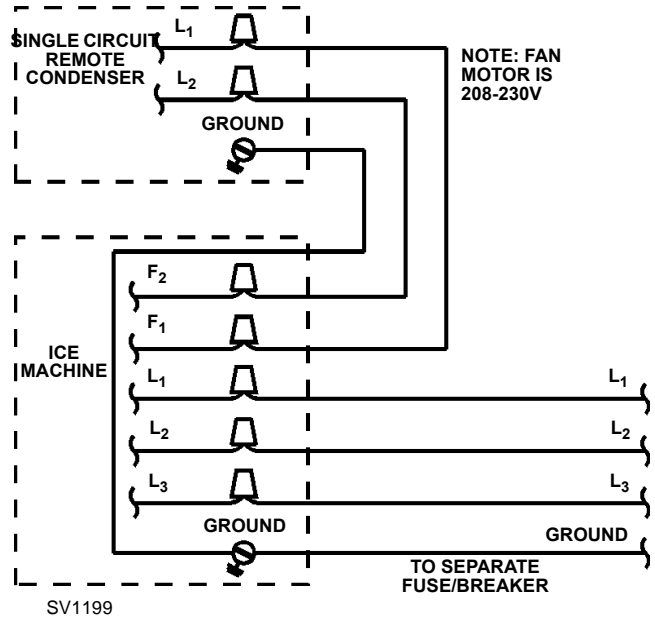 L1
SINGLE CIRCUIT
REMOTE
CONDENSER
L2
GROUND
NOTE: FAN
MOTOR IS
208-230V
F2
F1
ICE
MACHINE
L1
L1
L2
L2
L3
L3
GROUND
GROUND
TO SEPARATE
FUSE/BREAKER
SV1199